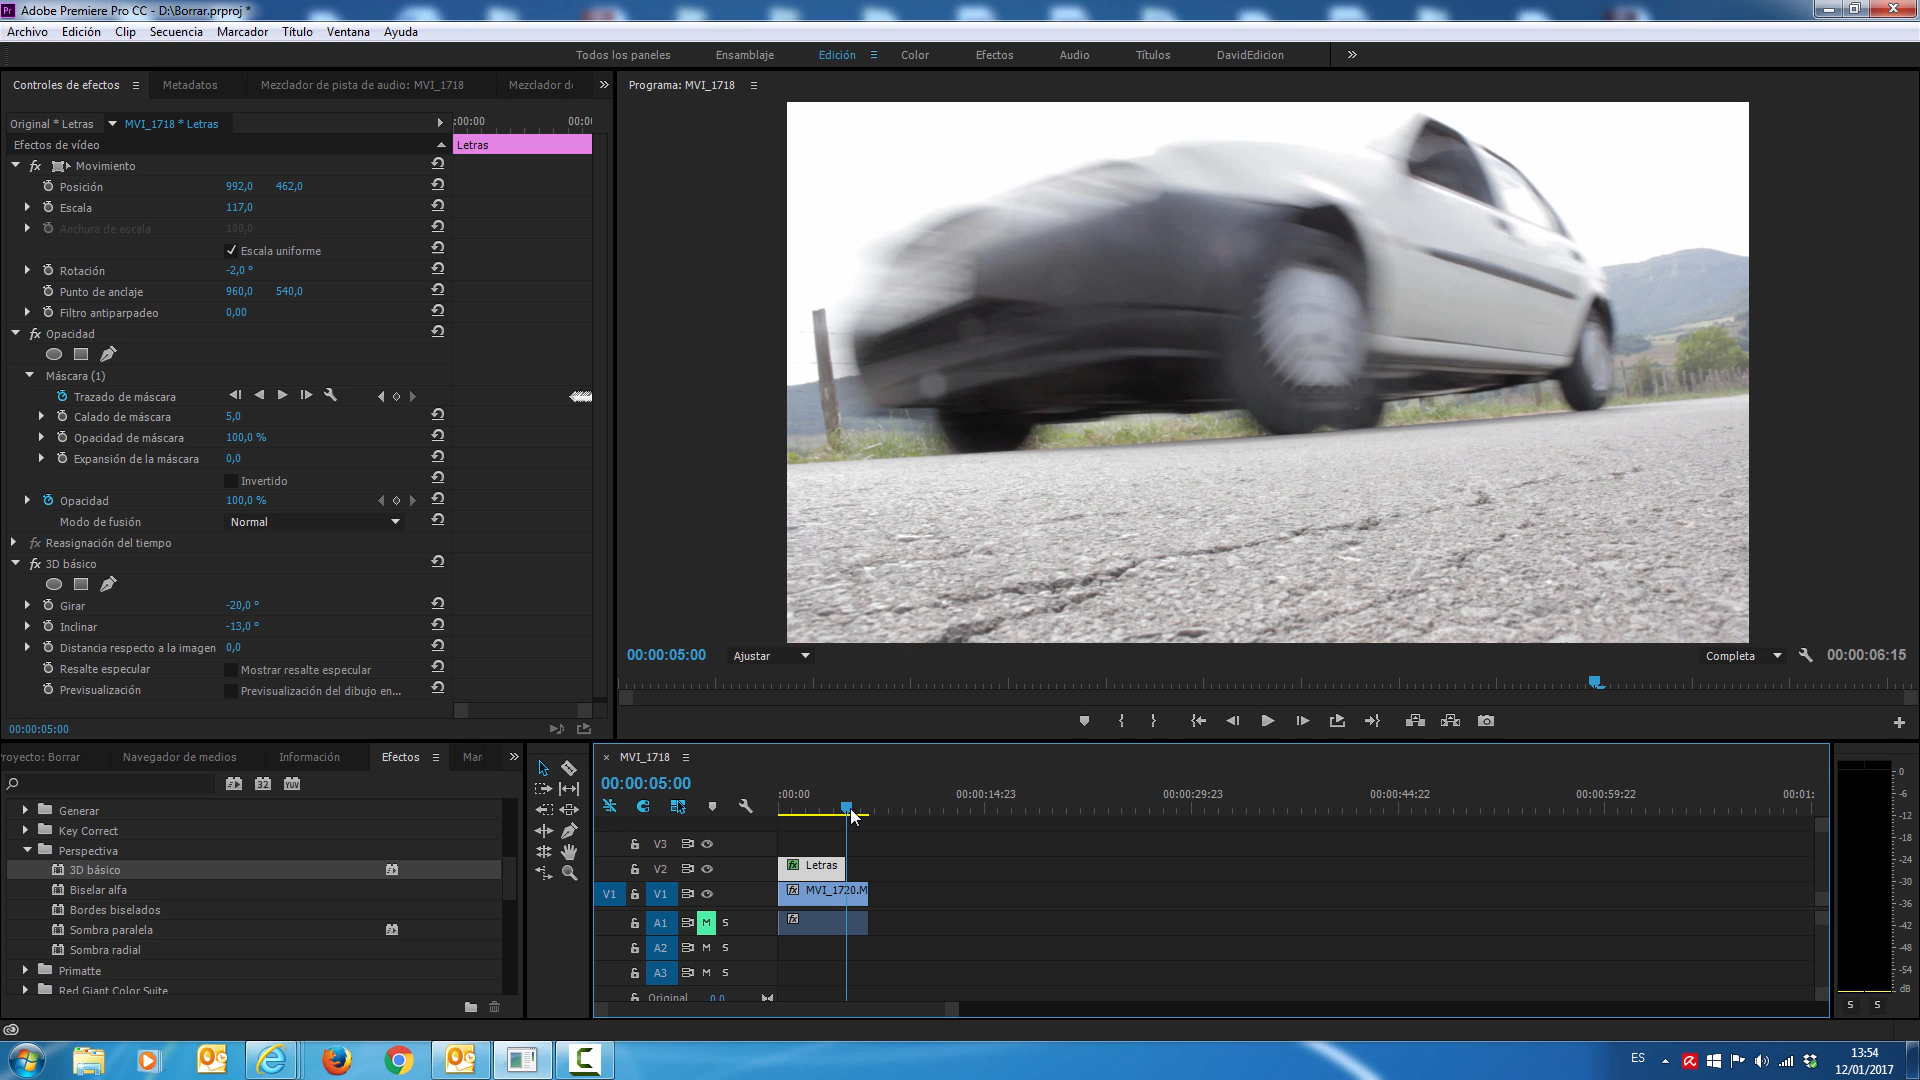 Adobe Premiere Pro CC - D:\Borrar.prproj *
Archivo Edición Clip Secuencia Marcador Título Ventana Ayuda
Todos los paneles Ensamblaje Edición Color Efectos Audio Títulos DavidEdicion
Controles de efectos Metadatos Mezclador de pista de audio: MVI_1718 Mezclador d
Programa: MVI_1718
Original * Letras MVI_1718 * Letras :00:00 00:0
Efectos de vídeo Letras
fx Movimiento
Posición 992,0 462,0
Escala 117,0
Anchura de escala 100,0
Escala uniforme
Rotación -2,0 °
Punto de anclaje 960,0 540,0
Filtro antiparpadeo 0,00
fx Opacidad
Máscara (1)
Trazado de máscara
Calado de máscara 5,0
Opacidad de máscara 100,0 %
Expansión de la máscara 0,0
Invertido
Opacidad 100,0 %
Modo de fusión Normal
fx Reasignación del tiempo
fx 3D básico
Girar -20,0 °
Inclinar -13,0 °
Distancia respecto a la imagen 0,0
Resalte especular Mostrar resalte especular
Previsualización Previsualización del dibujo en...
00:00:05:00
00:00:05:00 Ajustar Completa 00:00:06:15
royecto: Borrar Navegador de medios Información Efectos Mar
32 YUV
Generar
Key Correct
Perspectiva
3D básico
Biselar alfa
Bordes biselados
Sombra paralela
Sombra radial
Primatte
Red Giant Color Suite
MVI_1718
00:00:05:00
:00:00 00:00:14:23 00:00:29:23 00:00:44:22 00:00:59:22 00:01:
V3
V2 fx Letras
V1 V1 fx MVI_1720.M
A1 M S fx
A2 M S
A3 M S
Original 0,0
0
-6
-12
-18
-24
-30
-36
-42
-48
-54
dB
S S
ES 13:54
12/01/2017